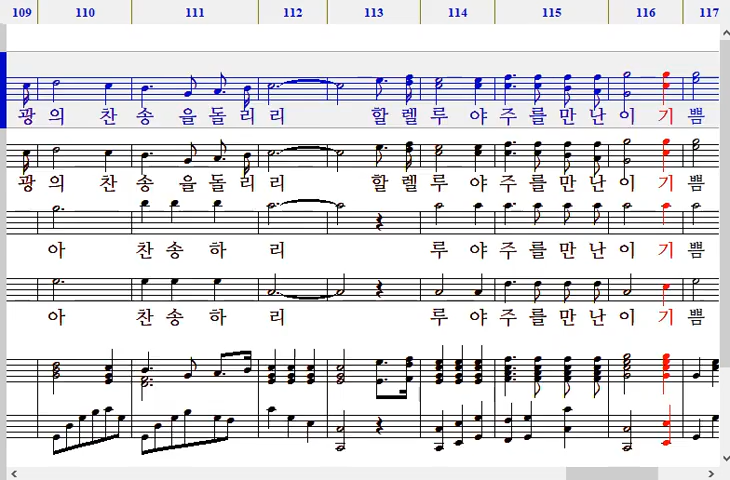 109 110 111 112 113 114 115 116 117
광의 찬 송 을돌리리 할렐루 야 주를만난이 기 쁨
광의 찬 송 을돌리리 할렐루 야 주를만난이 기 쁨
아 찬송 하 리 루 야 주를만난이 기 쁨
아 찬송 하 리 루 야 주를만난이 기 쁨